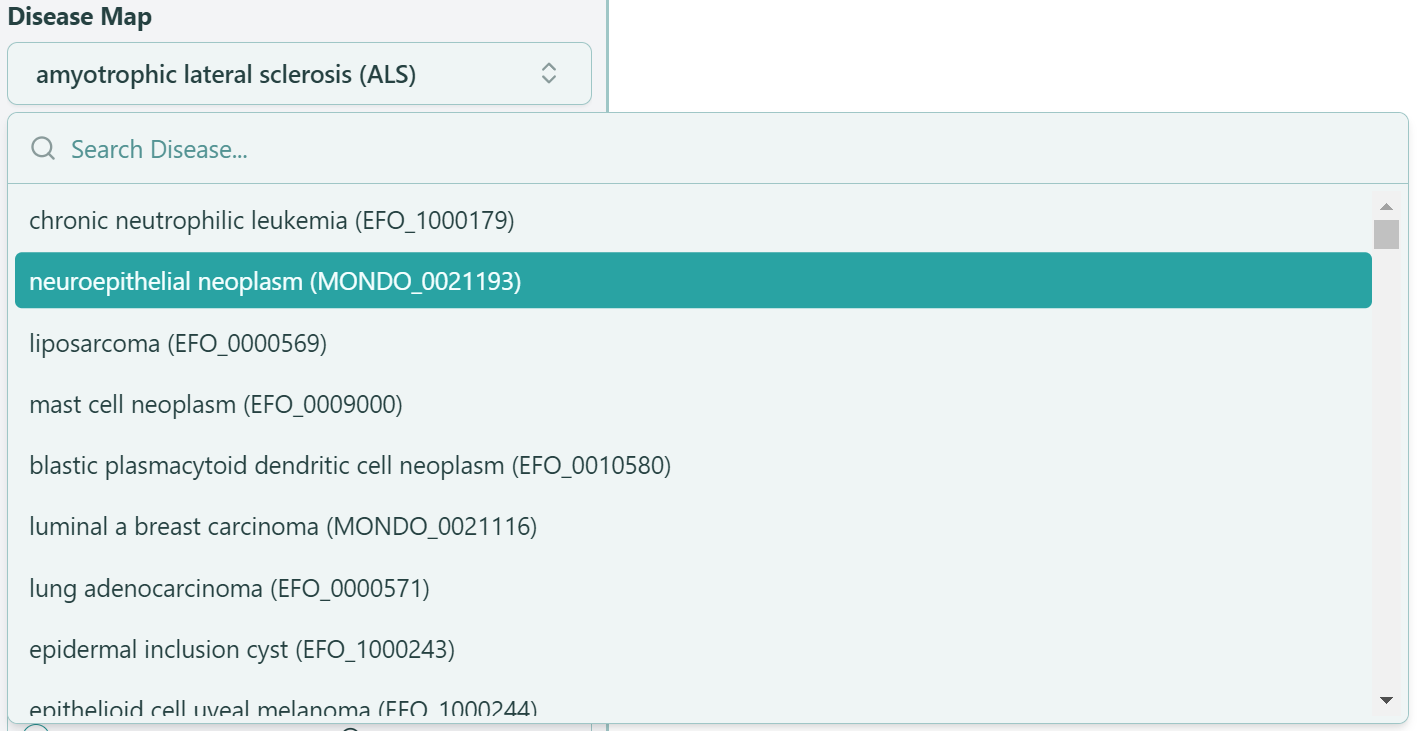 Disease Map
amyotrophic lateral sclerosis (ALS)
Search Disease...
chronic neutrophilic leukemia (EFO_1000179)
neuroepithelial neoplasm (MONDO_0021193)
liposarcoma (EFO_0000569)
mast cell neoplasm (EFO_0009000)
blastic plasmacytoid dendritic cell neoplasm (EFO_0010580)
luminal a breast carcinoma (MONDO_0021116)
lung adenocarcinoma (EFO_0000571)
epidermal inclusion cyst (EFO_1000243)
epithelioid cell uveal melanoma (EFO_1000244)